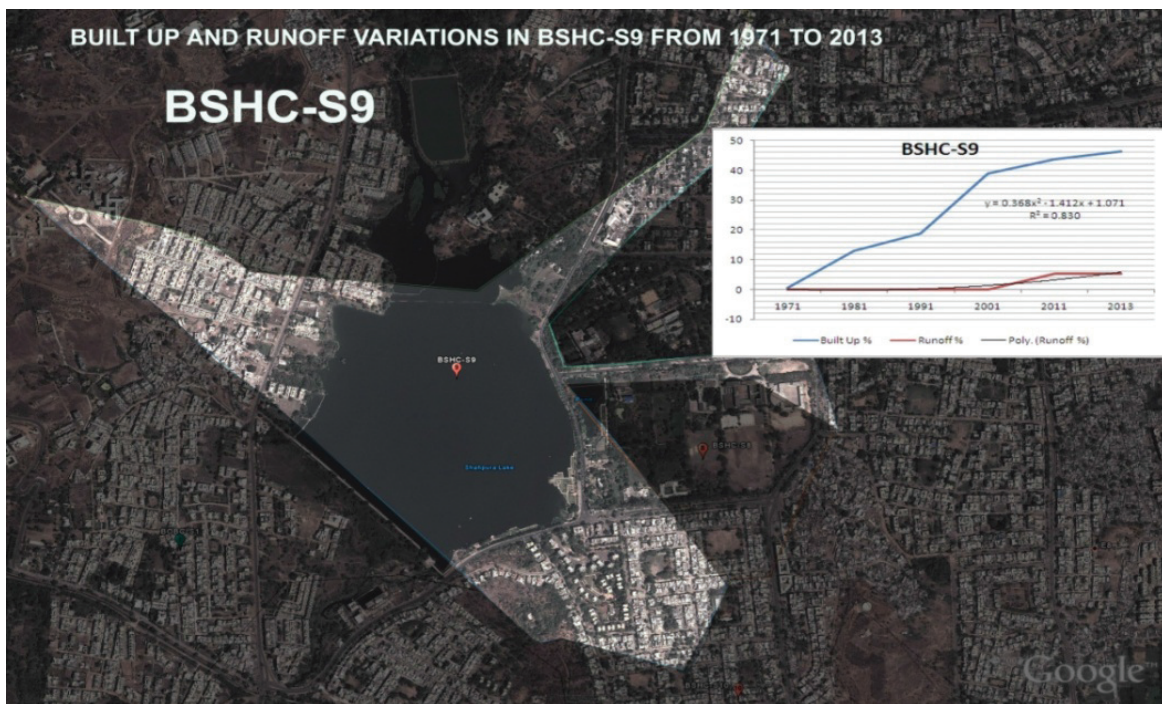 BUILT UP AND RUNOFF VARIATIONS IN BSHC-S9 FROM 1971 TO 2013
BSHC-S9
BSHC-S9
50
40
30
20
10
0
-10
y = 0.368x² - 1.412x + 1.071
R² = 0.830
1971 1981 1991 2001 2011 2013
Built Up % Runoff % Poly. (Runoff %)
BSHC-S9
BSHC-S8
Shahpura Lake
Google